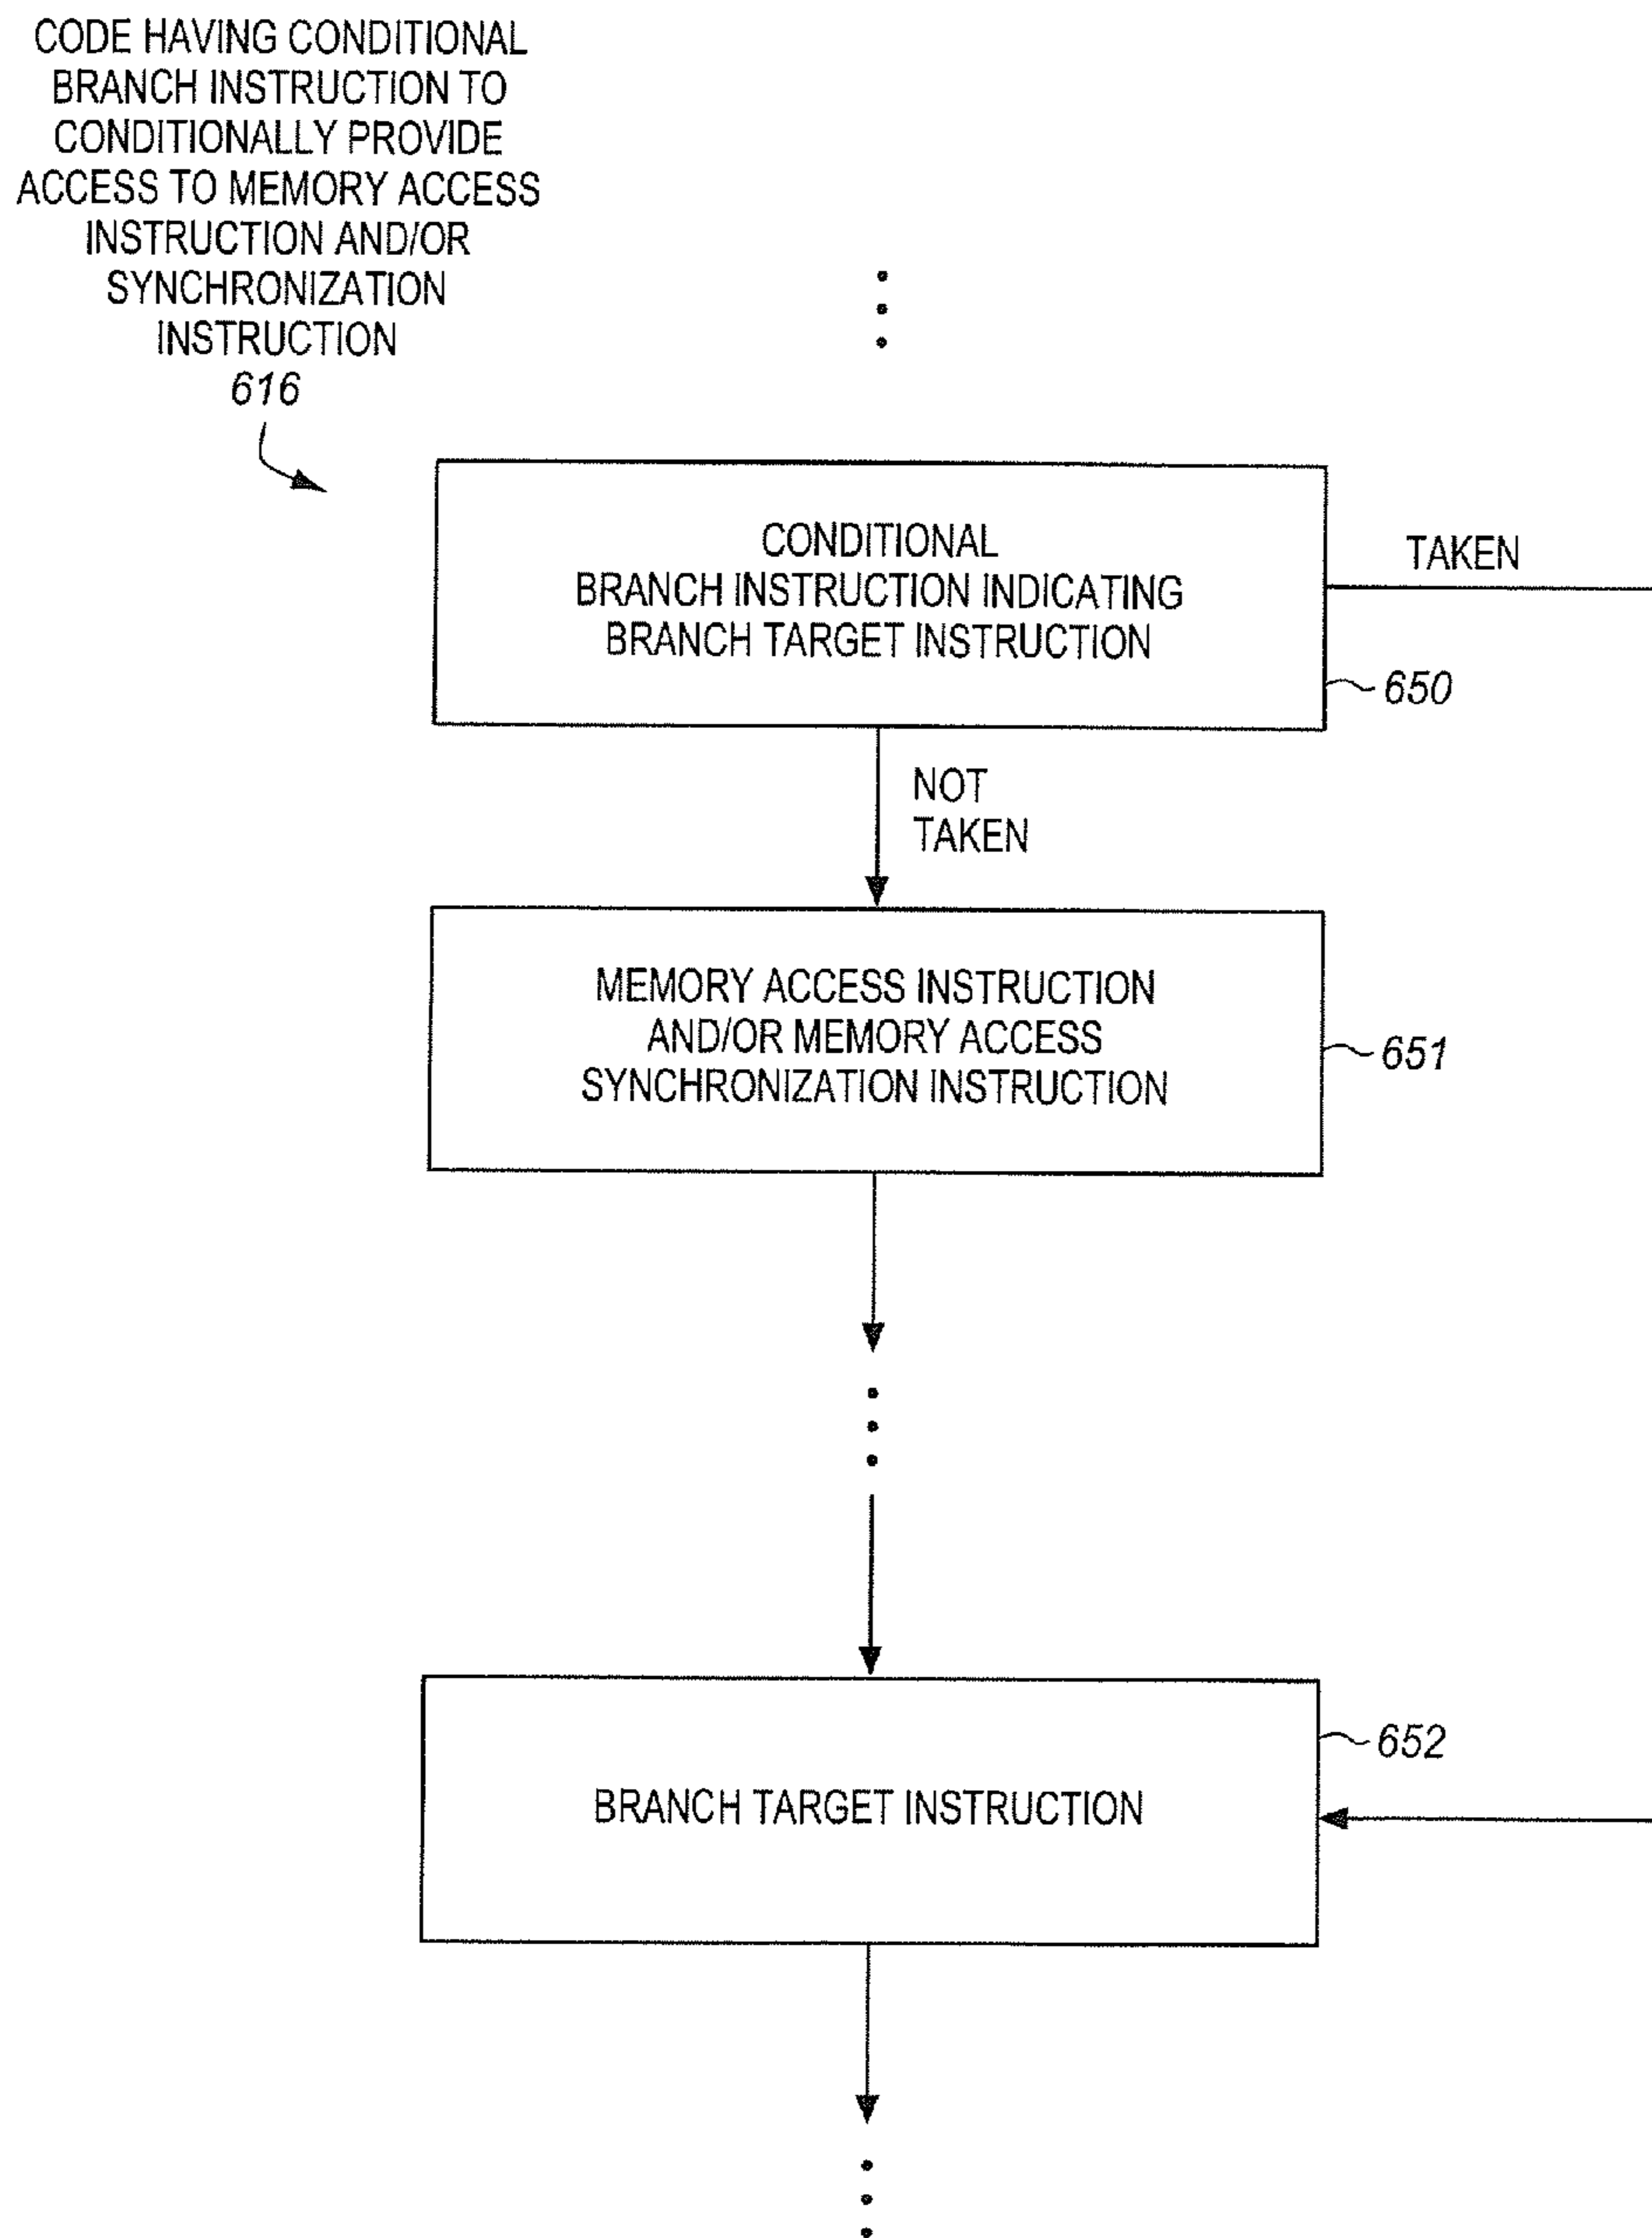 CODE HAVING CONDITIONAL
BRANCH INSTRUCTION TO
CONDITIONALLY PROVIDE
ACCESS TO MEMORY ACCESS
INSTRUCTION AND/OR
SYNCHRONIZATION
INSTRUCTION
616
CONDITIONAL
BRANCH INSTRUCTION INDICATING
BRANCH TARGET INSTRUCTION
TAKEN
650
NOT
TAKEN
MEMORY ACCESS INSTRUCTION
AND/OR MEMORY ACCESS
SYNCHRONIZATION INSTRUCTION
651
652
BRANCH TARGET INSTRUCTION